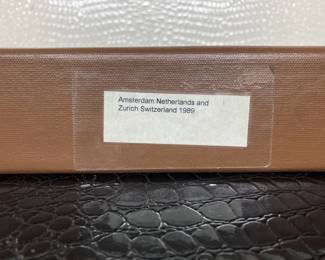 Amsterdam Netherlands and
Zurich Switzerland 1989